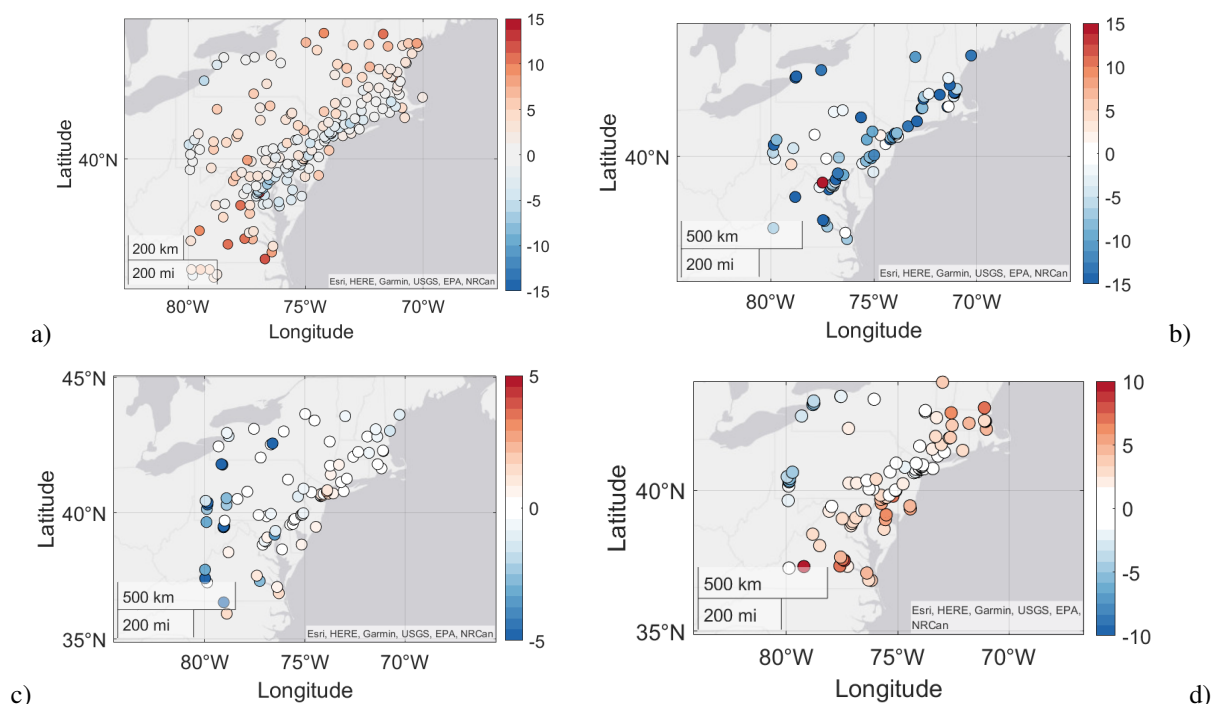 15
10
5
0
-5
-10
-15
40°N
Latitude
200 km
200 mi
Esri, HERE, Garmin, USGS, EPA, NRCan
80°W
75°W
70°W
Longitude
a)
15
10
5
0
-5
-10
-15
40°N
Latitude
500 km
200 mi
Esri, HERE, Garmin, USGS, EPA, NRCan
80°W
75°W
70°W
Longitude
b)
45°N
40°N
35°N
Latitude
5
0
-5
500 km
200 mi
Esri, HERE, Garmin, USGS, EPA, NRCan
80°W
75°W
70°W
Longitude
c)
10
5
0
-5
-10
40°N
35°N
Latitude
500 km
200 mi
Esri, HERE, Garmin, USGS, EPA,
NRCan
80°W
75°W
70°W
Longitude
d)